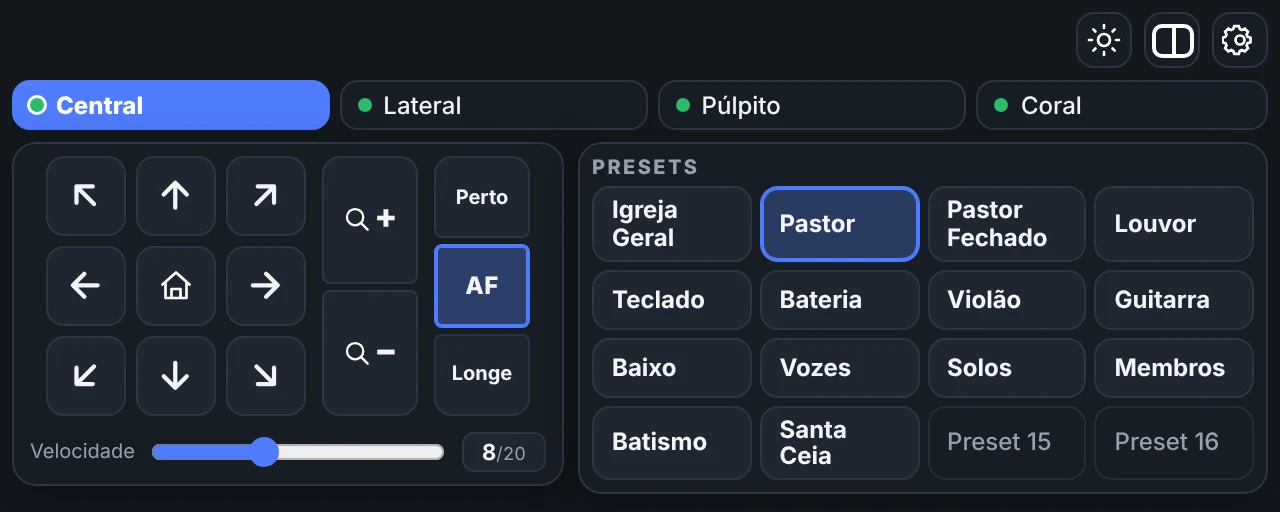 Central
Lateral
Púlpito
Coral
Perto
AF
Longe
Velocidade
8/20
PRESETS
Igreja
Geral
Pastor
Pastor
Fechado
Louvor
Teclado
Bateria
Violão
Guitarra
Baixo
Vozes
Solos
Membros
Batismo
Santa
Ceia
Preset 15
Preset 16